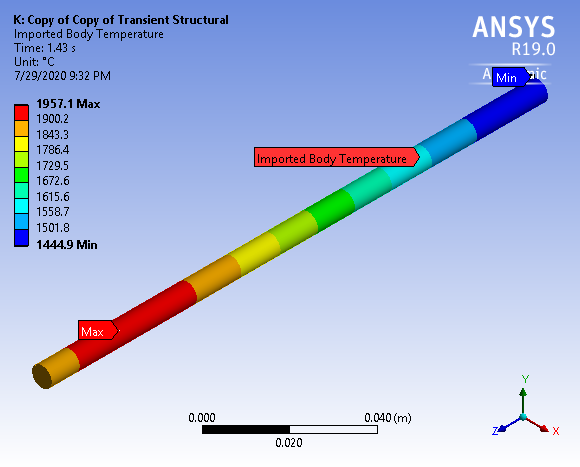 K: Copy of Copy of Transient Structural
Imported Body Temperature
Time: 1.43 s
Unit: °C
7/29/2020 9:32 PM
1957.1 Max
1900.2
1843.3
1786.4
1729.5
1672.6
1615.6
1558.7
1501.8
1444.9 Min
ANSYS
R19.0
Min
Imported Body Temperature
Max
0.000
0.040 (m)
0.020
Y
Z
X